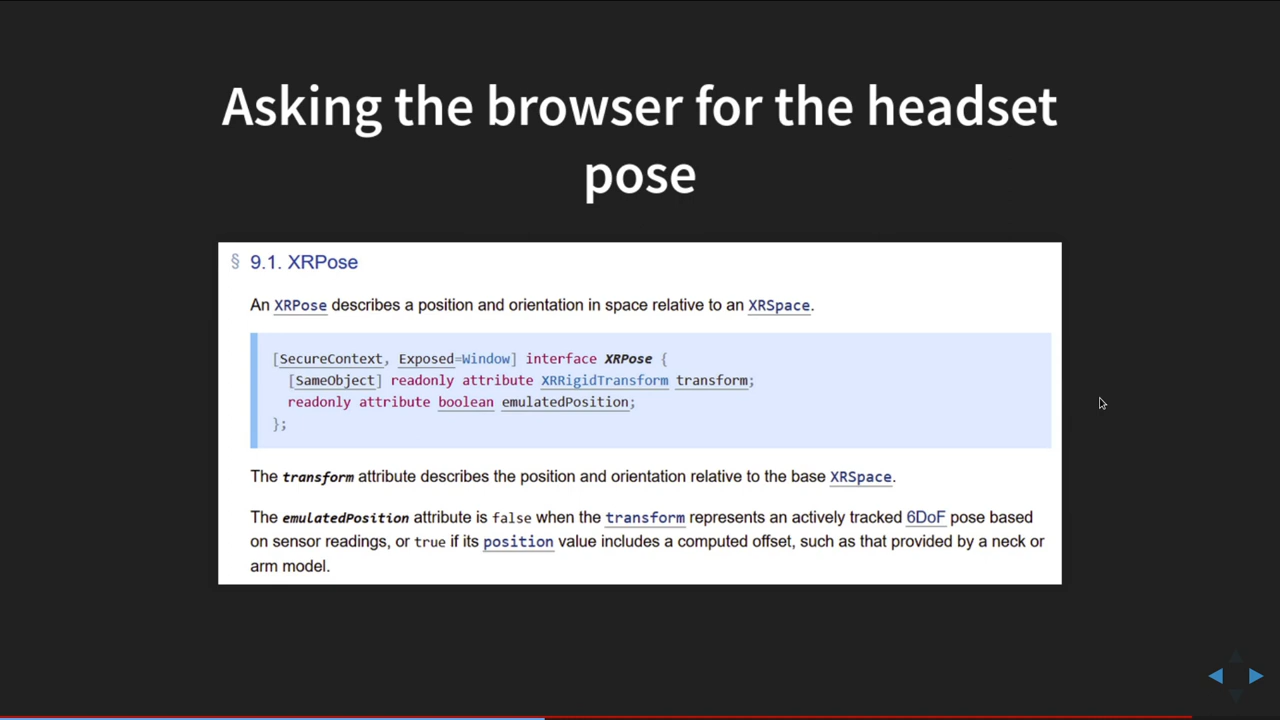 Asking the browser for the headset
pose
§ 9.1. XRPose
An XRPose describes a position and orientation in space relative to an XRSpace.
[SecureContext, Exposed=Window] interface XRPose {
[SameObject] readonly attribute XRRigidTransform transform;
readonly attribute boolean emulatedPosition;
};
The transform attribute describes the position and orientation relative to the base XRSpace.
The emulatedPosition attribute is false when the transform represents an actively tracked 6DoF pose based
on sensor readings, or true if its position value includes a computed offset, such as that provided by a neck or
arm model.